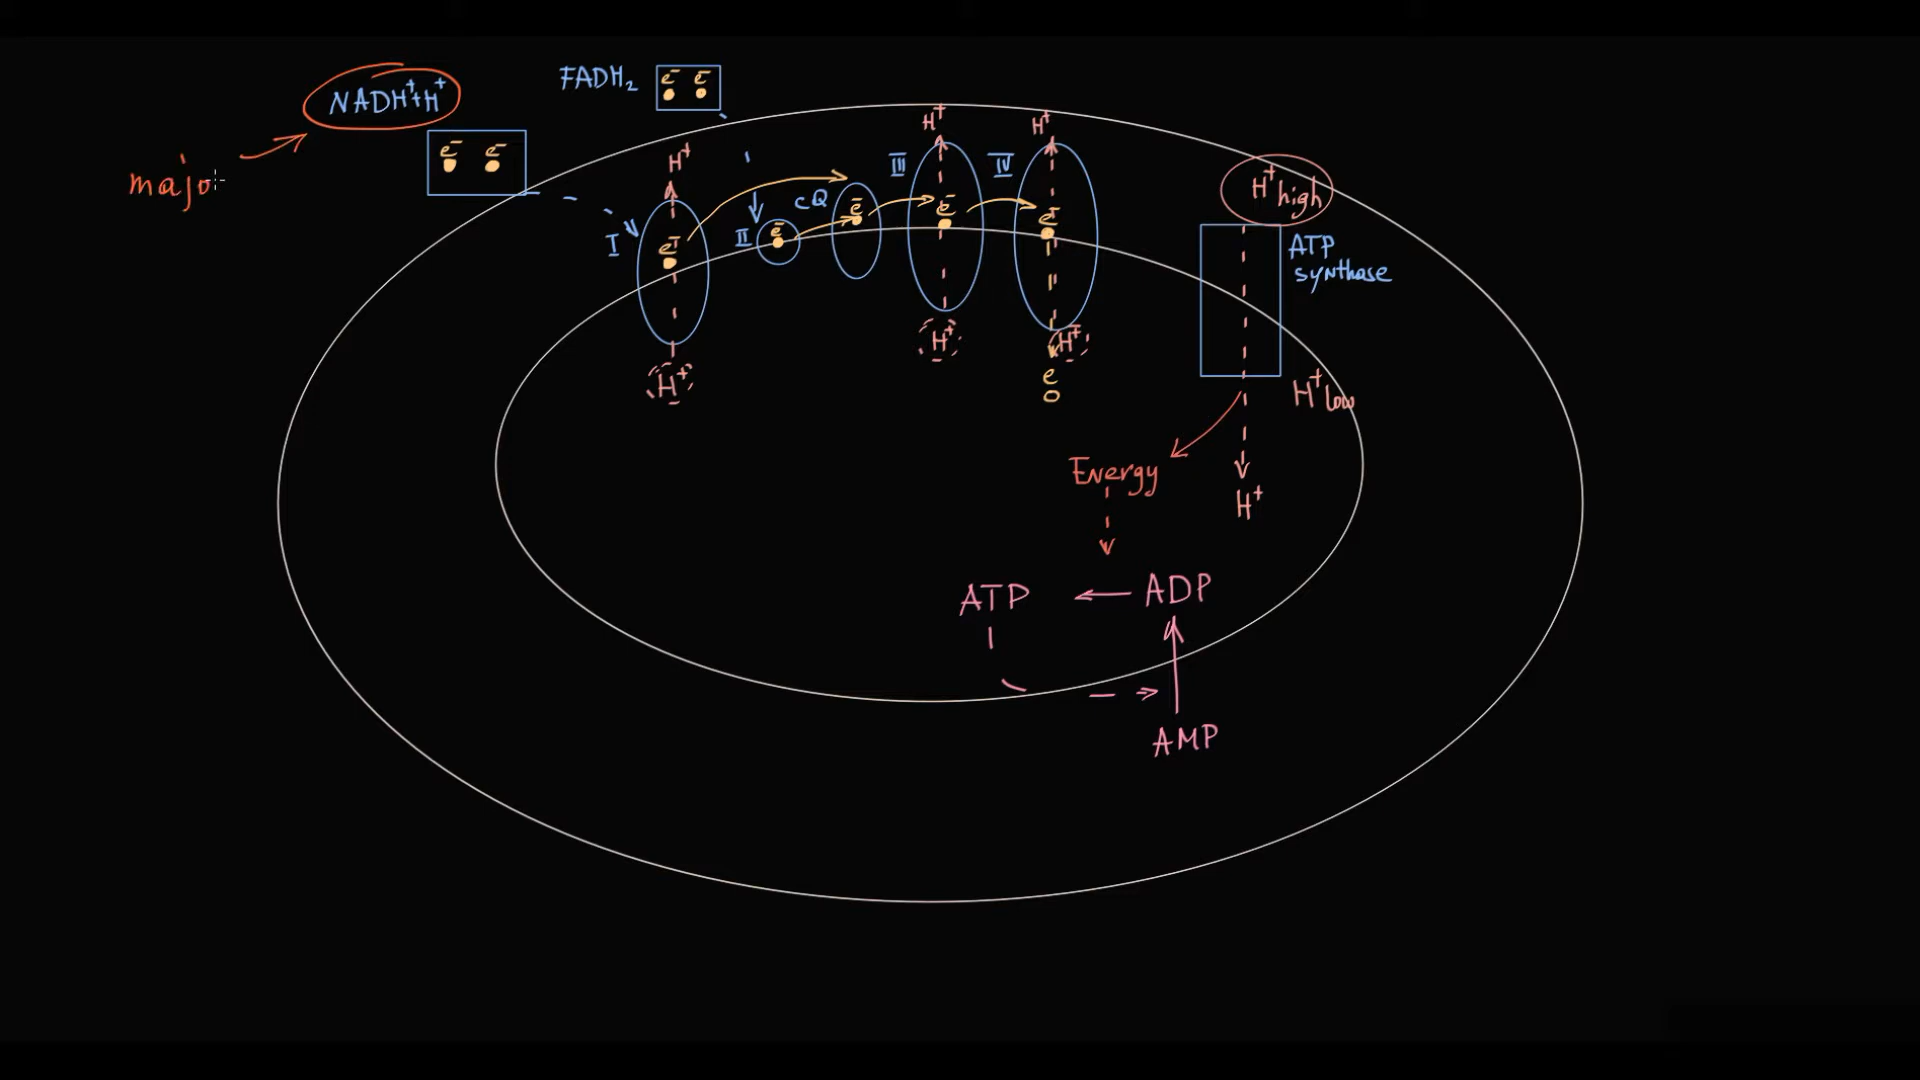 NADH⁺+H⁺
FADH₂
e⁻ e⁻
e⁻ e⁻
majo
H⁺
H⁺
H⁺
I
II
cQ
III
IV
e⁻
e⁻
e⁻
e⁻
e⁻
H⁺high
ATP
synthase
H⁺
H⁺
H⁺
e
O
H⁺low
Energy
H⁺
ATP
ADP
AMP